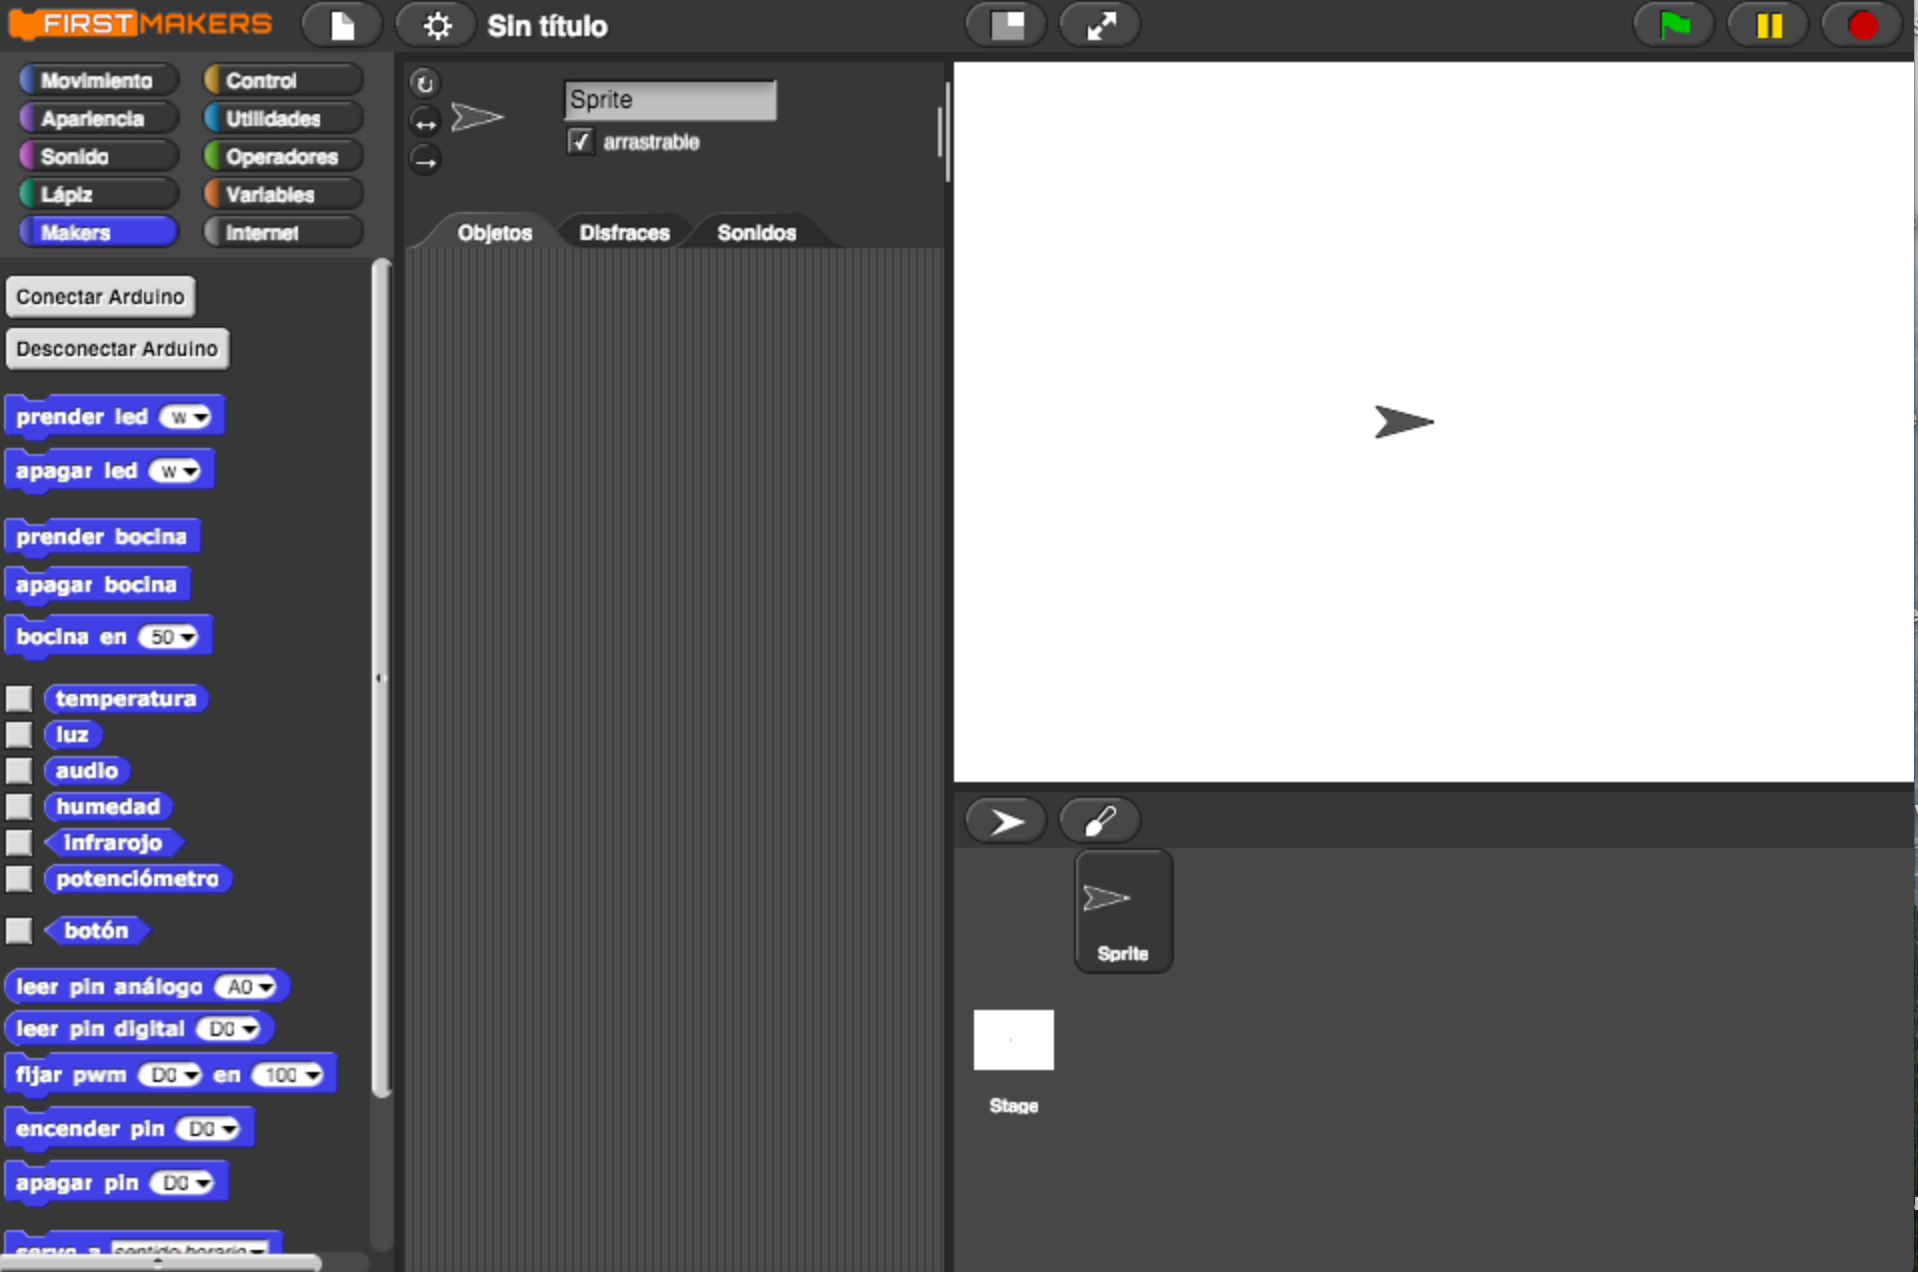 FIRSTMAKERS
Sin título
Movimiento
Control
Apariencia
Utilidades
Sonido
Operadores
Lápiz
Variables
Makers
Internet
Conectar Arduino
Desconectar Arduino
prender led w
apagar led w
prender bocina
apagar bocina
bocina en 50
temperatura
luz
audio
humedad
infrarojo
potenciómetro
botón
leer pin análogo A0
leer pin digital D0
fijar pwm D0 en 100
encender pin D0
apagar pin D0
servo a sentido horario
Sprite
arrastrable
Objetos
Disfraces
Sonidos
Sprite
Stage